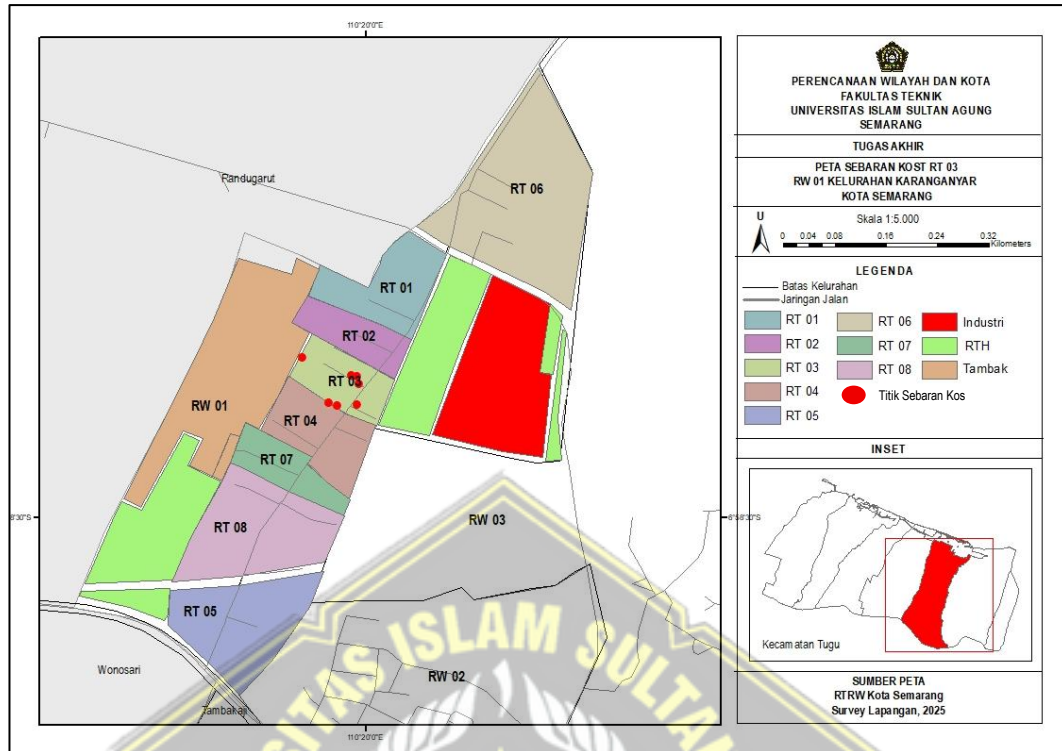 110°20'0"E
Randugarut
RT 06
RT 01
RT 02
RT 03
RW 01
RT 04
RT 07
RT 08
RW 03
RT 05
Wonosari
RW 02
Tambakaji
110°20'0"E
6°58'30"S
PERENCANAAN WILAYAH DAN KOTA
FAKULTAS TEKNIK
UNIVERSITAS ISLAM SULTAN AGUNG
SEMARANG
TUGAS AKHIR
PETA SEBARAN KOST RT 03
RW 01 KELURAHAN KARANGANYAR
KOTA SEMARANG
U
Skala 1:5.000
0 0.04 0.08 0.16 0.24 0.32
Kilometers
LEGENDA
Batas Kelurahan
Jaringan Jalan
RT 01 RT 06 Industri
RT 02 RT 07 RTH
RT 03 RT 08 Tambak
RT 04 Titik Sebaran Kos
RT 05
INSET
Kecamatan Tugu
SUMBER PETA
RTRW Kota Semarang
Survey Lapangan, 2025
ISLAM SUL